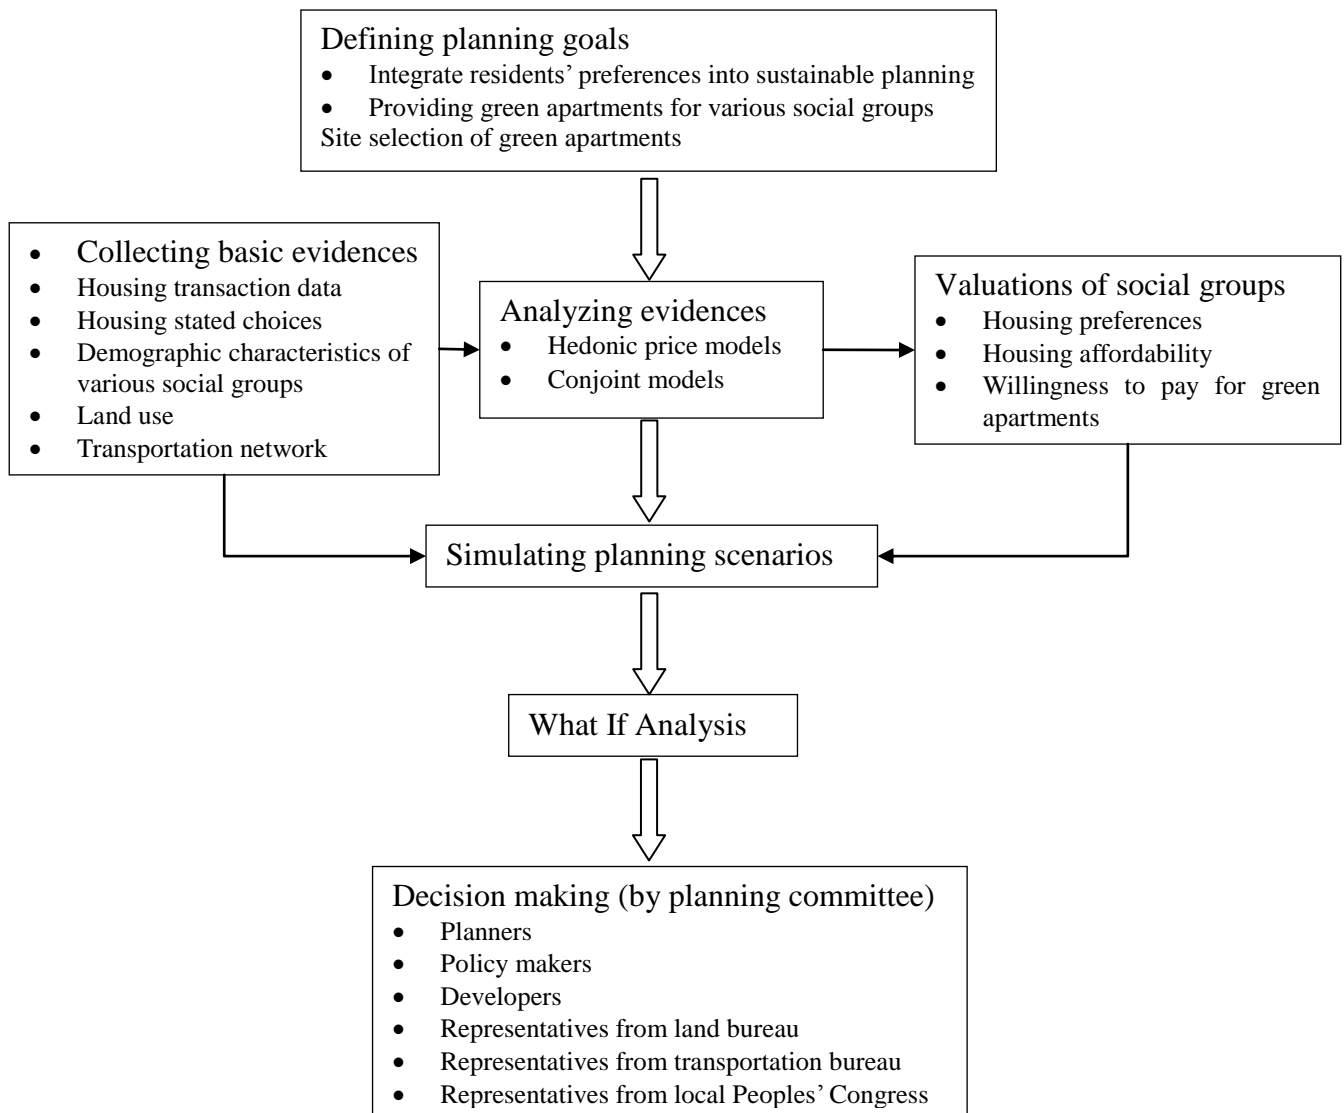 Defining planning goals
• Integrate residents’ preferences into sustainable planning
• Providing green apartments for various social groups
Site selection of green apartments
• Collecting basic evidences
• Housing transaction data
• Housing stated choices
• Demographic characteristics of
various social groups
• Land use
• Transportation network
Analyzing evidences
• Hedonic price models
• Conjoint models
Valuations of social groups
• Housing preferences
• Housing affordability
• Willingness to pay for green
apartments
Simulating planning scenarios
What If Analysis
Decision making (by planning committee)
• Planners
• Policy makers
• Developers
• Representatives from land bureau
• Representatives from transportation bureau
• Representatives from local Peoples’ Congress